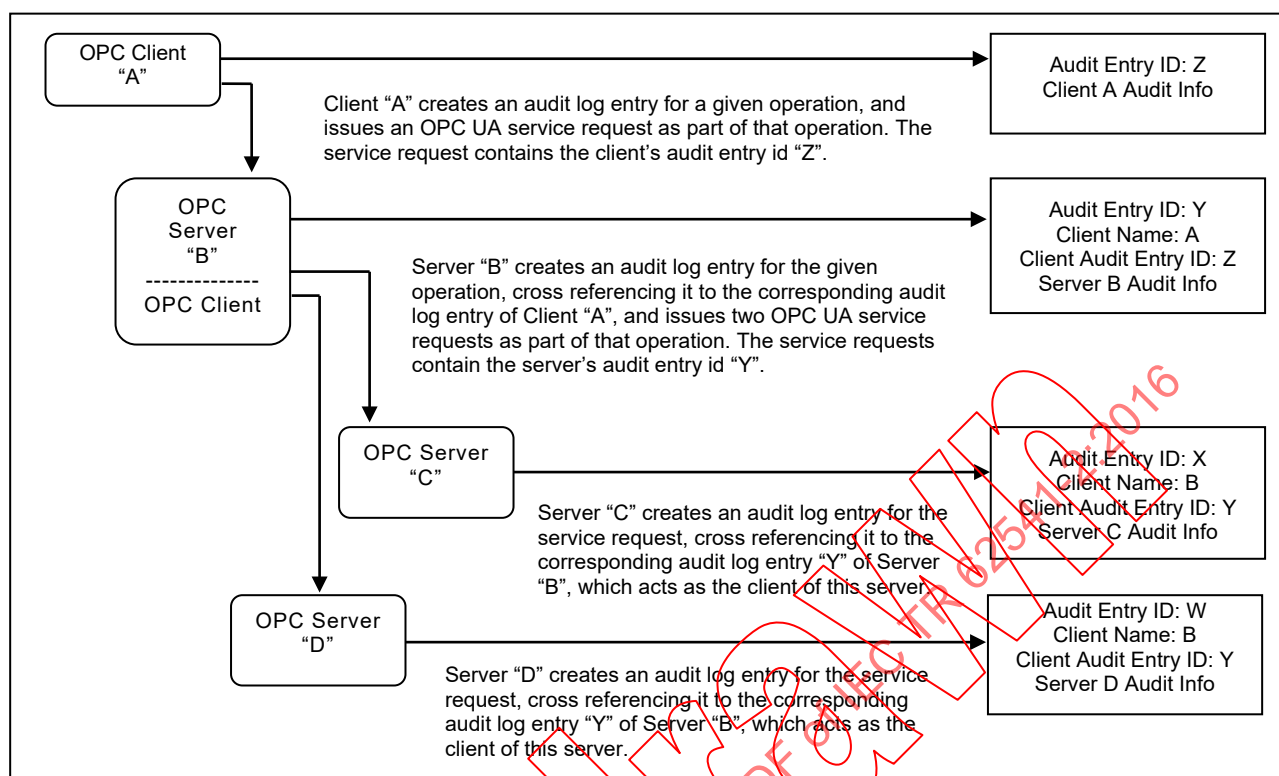 OPC Client
“A”
Audit Entry ID: Z
Client A Audit Info
Client “A” creates an audit log entry for a given operation, and
issues an OPC UA service request as part of that operation. The
service request contains the client’s audit entry id “Z”.
OPC
Server
“B”
---------------
OPC Client
Audit Entry ID: Y
Client Name: A
Client Audit Entry ID: Z
Server B Audit Info
Server “B” creates an audit log entry for the given
operation, cross referencing it to the corresponding audit
log entry of Client “A”, and issues two OPC UA service
requests as part of that operation. The service requests
contain the server’s audit entry id “Y”.
OPC Server
“C”
Audit Entry ID: X
Client Name: B
Client Audit Entry ID: Y
Server C Audit Info
Server “C” creates an audit log entry for the
service request, cross referencing it to the
corresponding audit log entry “Y” of Server
“B”, which acts as the client of this server.
OPC Server
“D”
Audit Entry ID: W
Client Name: B
Client Audit Entry ID: Y
Server D Audit Info
Server “D” creates an audit log entry for the service
request, cross referencing it to the corresponding
audit log entry “Y” of Server “B”, which acts as the
client of this server.
PDF of IEC TR 62541-2:2016